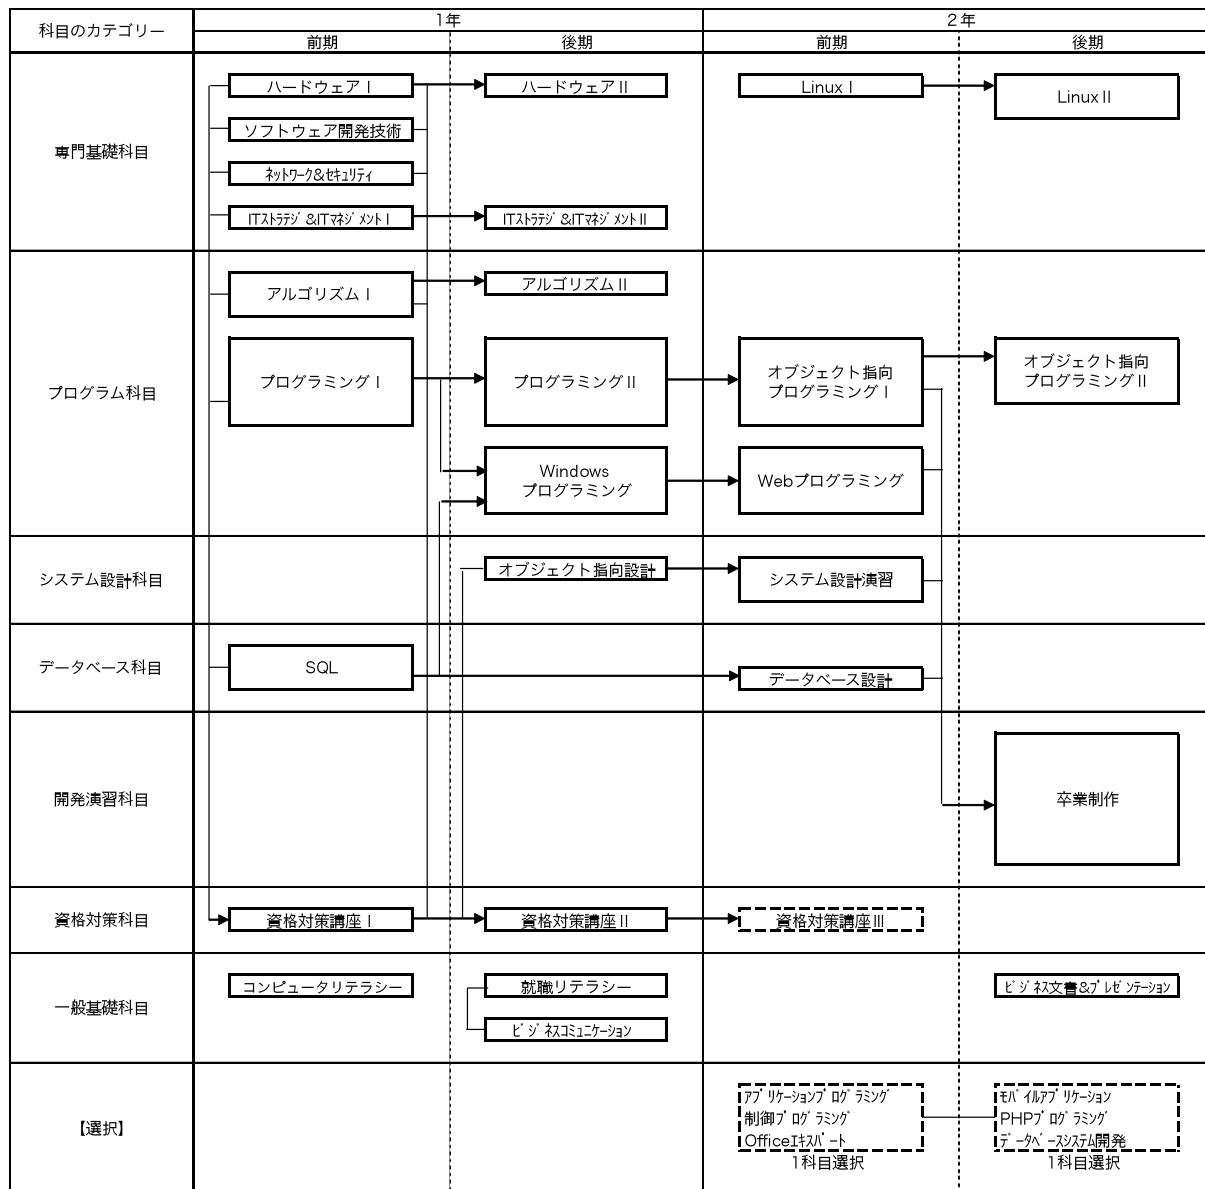 科目のカテゴリー
1年
2年
前期
後期
前期
後期
専門基礎科目
ハードウェアⅠ
ハードウェアⅡ
LinuxⅠ
LinuxⅡ
ソフトウェア開発技術
ネットワーク&セキュリティ
ITストラテジ&ITマネジメントⅠ
ITストラテジ&ITマネジメントⅡ
プログラム科目
アルゴリズムⅠ
アルゴリズムⅡ
プログラミングⅠ
プログラミングⅡ
オブジェクト指向
プログラミングⅠ
オブジェクト指向
プログラミングⅡ
Windows
プログラミング
Webプログラミング
システム設計科目
オブジェクト指向設計
システム設計演習
データベース科目
SQL
データベース設計
開発演習科目
卒業制作
資格対策科目
資格対策講座Ⅰ
資格対策講座Ⅱ
資格対策講座Ⅲ
一般基礎科目
コンピュータリテラシー
就職リテラシー
ビジネス文書&プレゼンテーション
ビジネスコミュニケーション
【選択】
アプリケーションプログラミング
制御プログラミング
Officeエキスパート
1科目選択
モバイルアプリケーション
PHPプログラミング
データベースシステム開発
1科目選択